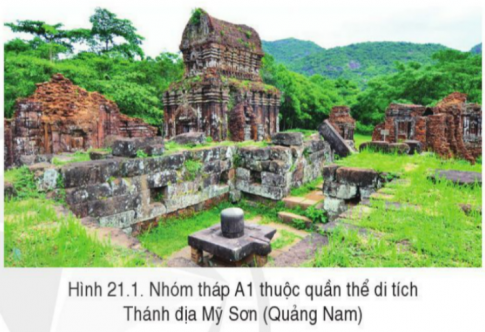 Hình 21.1. Nhóm tháp A1 thuộc quần thể di tích
Thánh địa Mỹ Sơn (Quảng Nam)